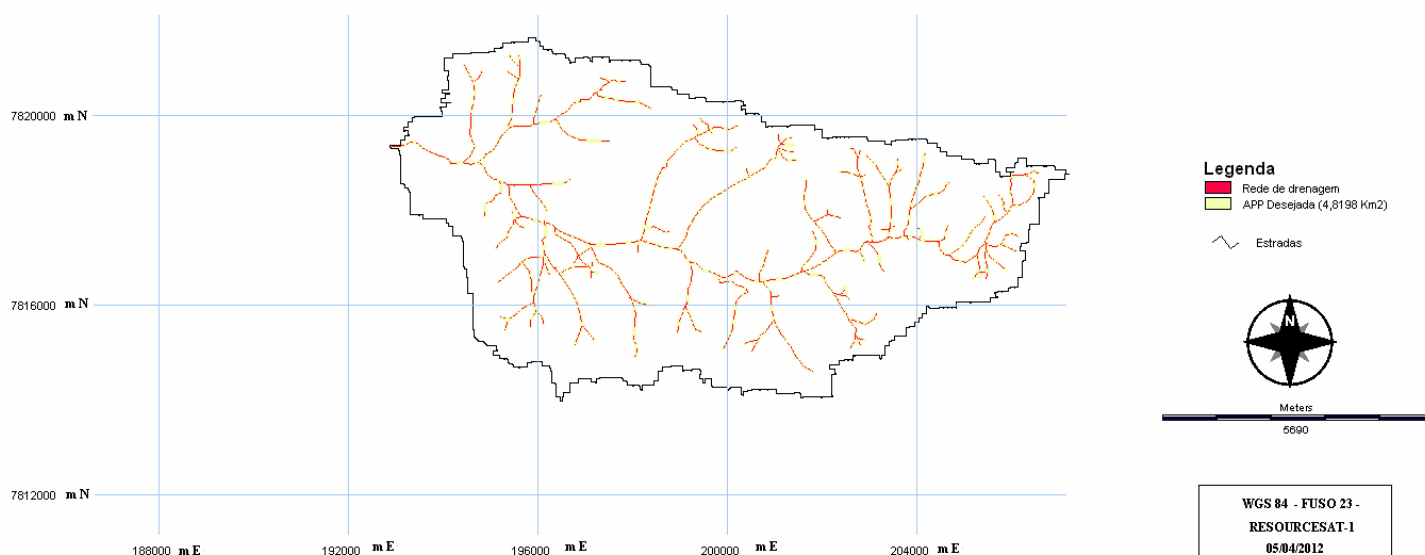 7820000 m N
7816000 m N
7812000 m N
188000 m E
192000 m E
196000 m E
200000 m E
204000 m E
Legenda
Rede de drenagem
APP Desejada (4,8198 Km2)
Estradas
N
Meters
5690
WGS 84 - FUSO 23 -
RESOURCESAT-1
05/04/2012